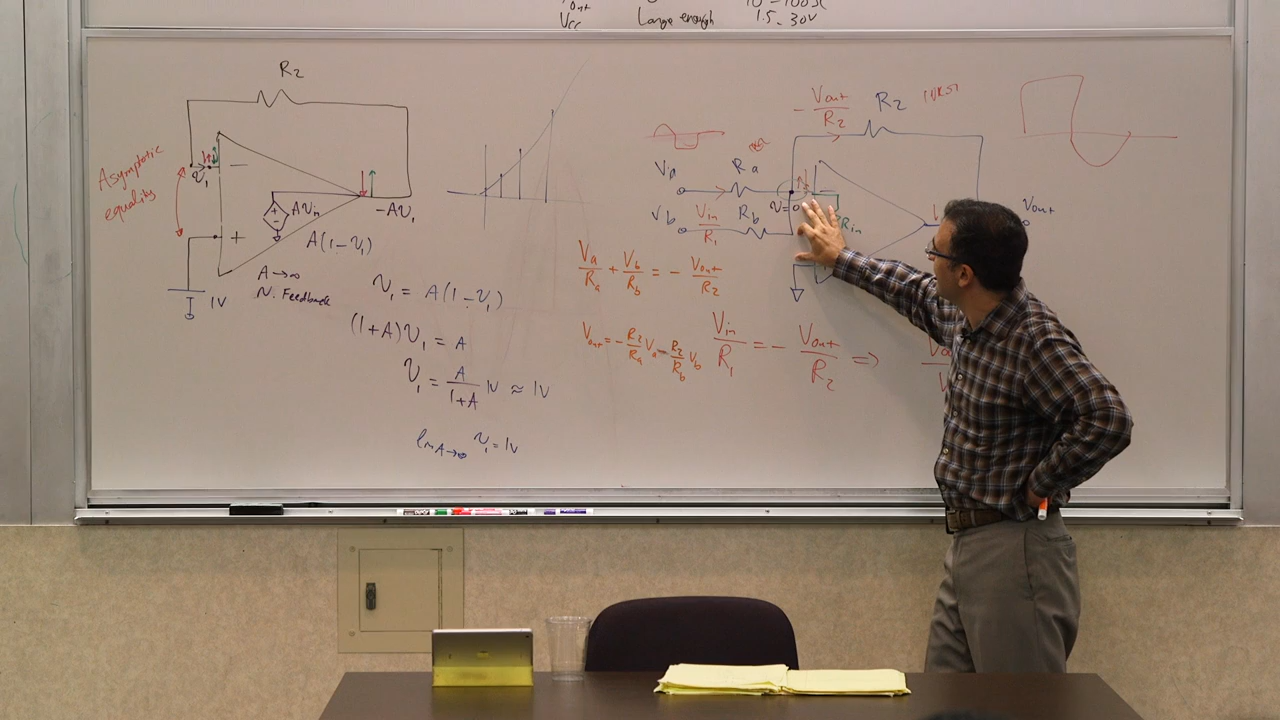 Vcc Large enough 1.5-30V
R₂
Asymptotic
equality
v₁
−
+
Avᵢₙ
−Av₁
A(1-v₁)
A→∞
N. Feedback
1V
v₁ = A(1-v₁)
(1+A)v₁ = A
v₁ = A/(1+A) 1V ≈ 1V
lim A→∞ v₁ = 1V
− Vout/R₂
R₂
Va
Ra
Vb
Vin/R₁
Rb
Rin
Vout
Va/Ra + Vb/Rb = − Vout/R₂
Vout = − R₂/Ra Va − R₂/Rb Vb
Vin/R₁ = − Vout/R₂ ⇒